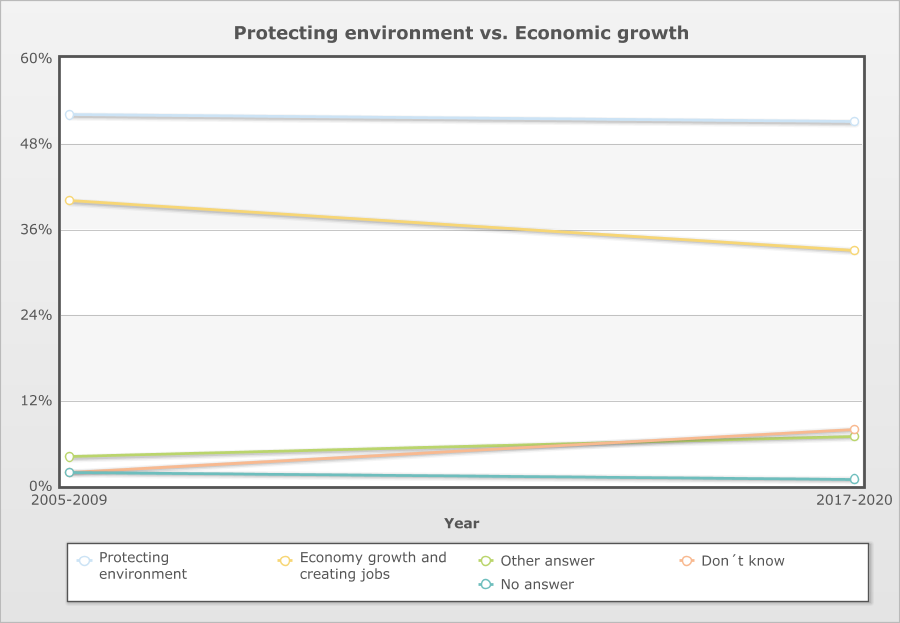 Protecting environment vs. Economic growth
60%
48%
36%
24%
12%
0%
2005-2009
2017-2020
Year
Protecting
environment
Economy growth and
creating jobs
Other answer
Don´t know
No answer